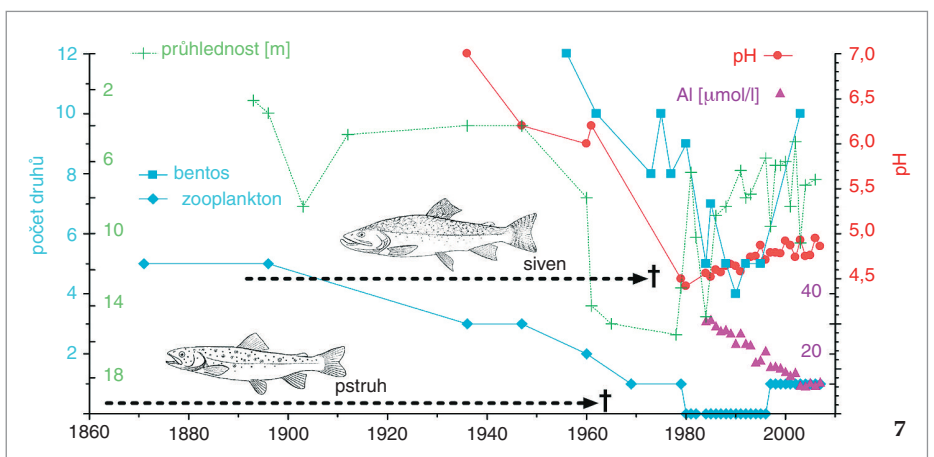 průhlednost [m]
pH
Al [µmol/l]
bentos
zooplankton
siven
†
pstruh
†
počet druhů
12
10
8
6
4
2
2
6
10
14
18
pH
7,0
6,5
6,0
5,5
5,0
4,5
40
20
1860 1880 1900 1920 1940 1960 1980 2000
7